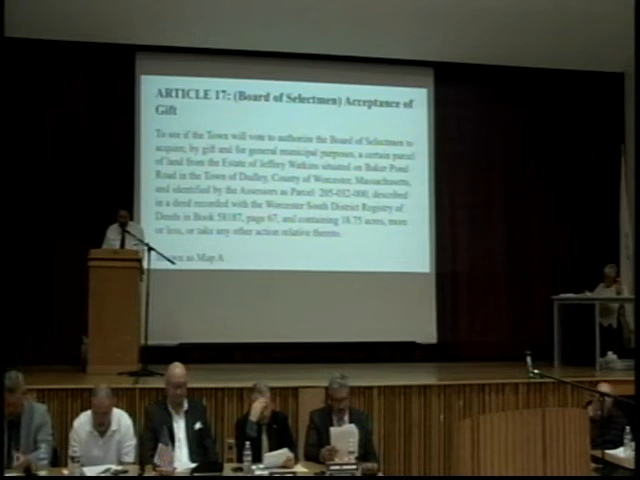 ARTICLE 17: (Board of Selectmen) Acceptance of
Gift
To see if the Town will vote to authorize the Board of Selectmen to
acquire, by gift and for general municipal purposes, a certain parcel
of land from the Estate of Jeffrey Watkins situated on Baker Pond
Road in the Town of Dudley, County of Worcester, Massachusetts,
and identified by the Assessors as Parcel 205-032-000, described
in a deed recorded with the Worcester South District Registry of
Deeds in Book 58187, page 67, and containing 18.75 acres, more
or less, or take any other action relative thereto.
as Map A